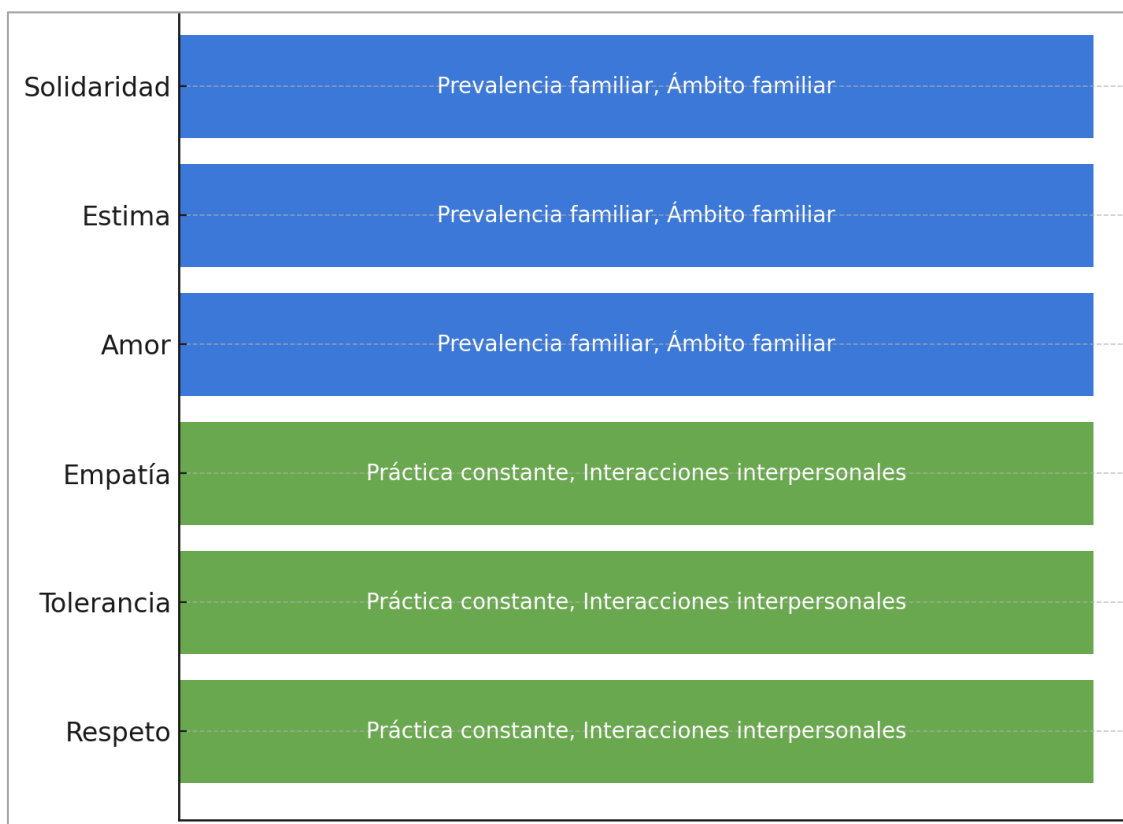 Solidaridad
Prevalencia familiar, Ámbito familiar
Estima
Prevalencia familiar, Ámbito familiar
Amor
Prevalencia familiar, Ámbito familiar
Empatía
Práctica constante, Interacciones interpersonales
Tolerancia
Práctica constante, Interacciones interpersonales
Respeto
Práctica constante, Interacciones interpersonales